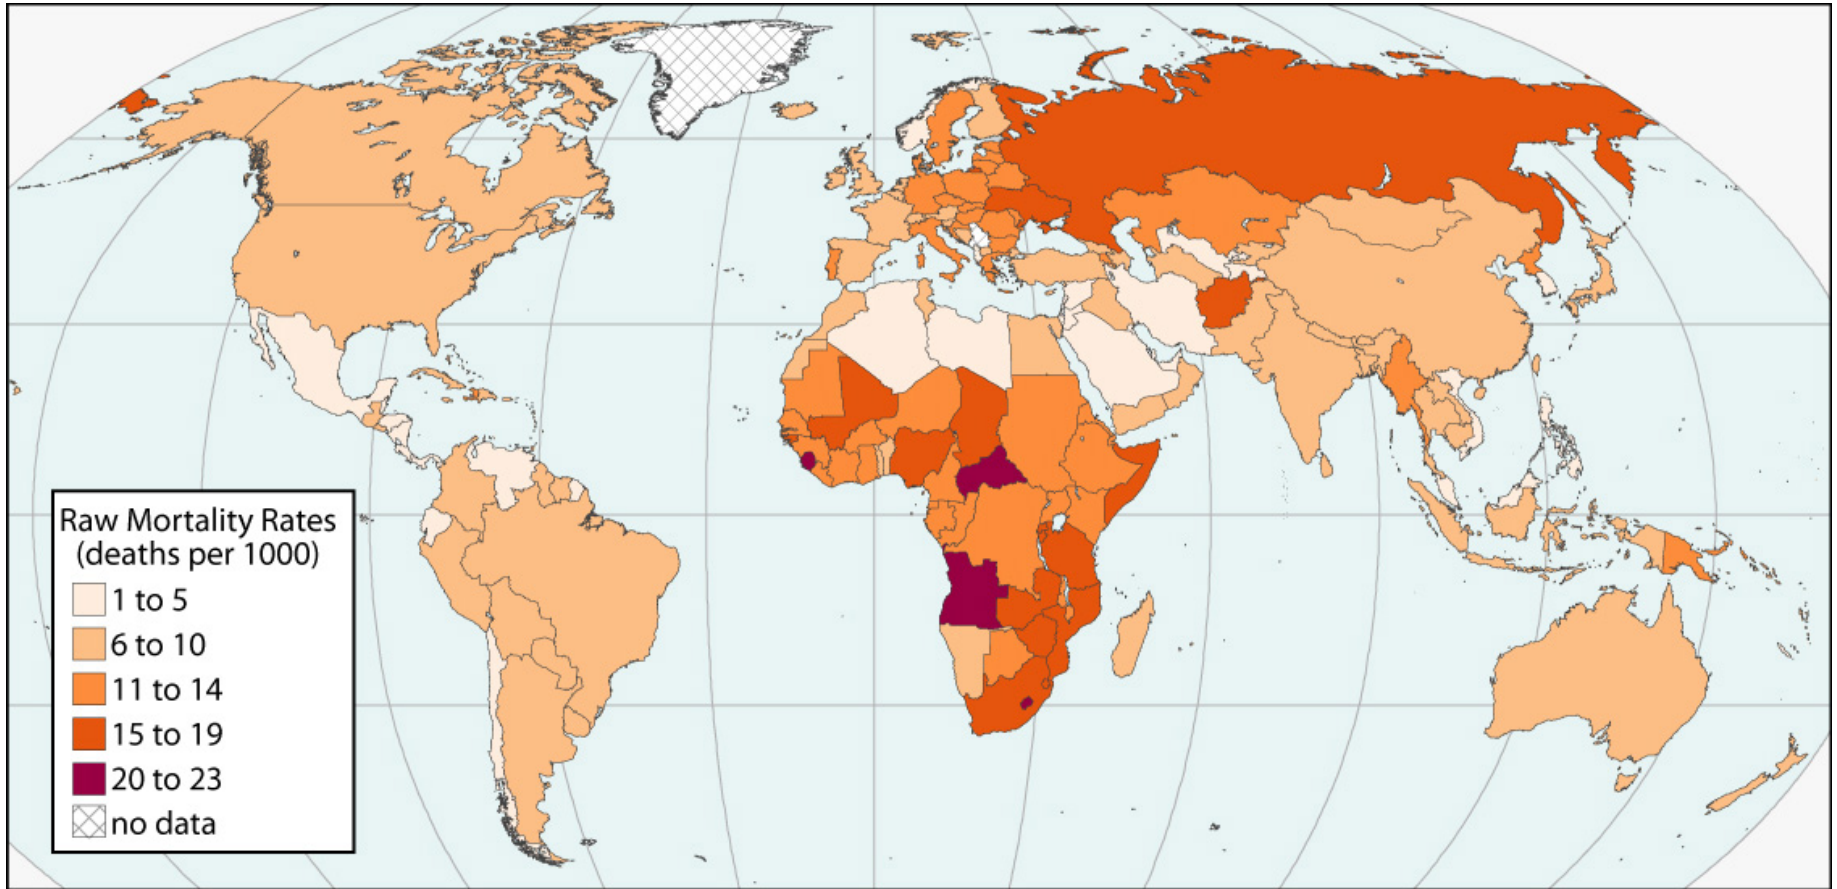 Raw Mortality Rates
(deaths per 1000)
1 to 5
6 to 10
11 to 14
15 to 19
20 to 23
no data